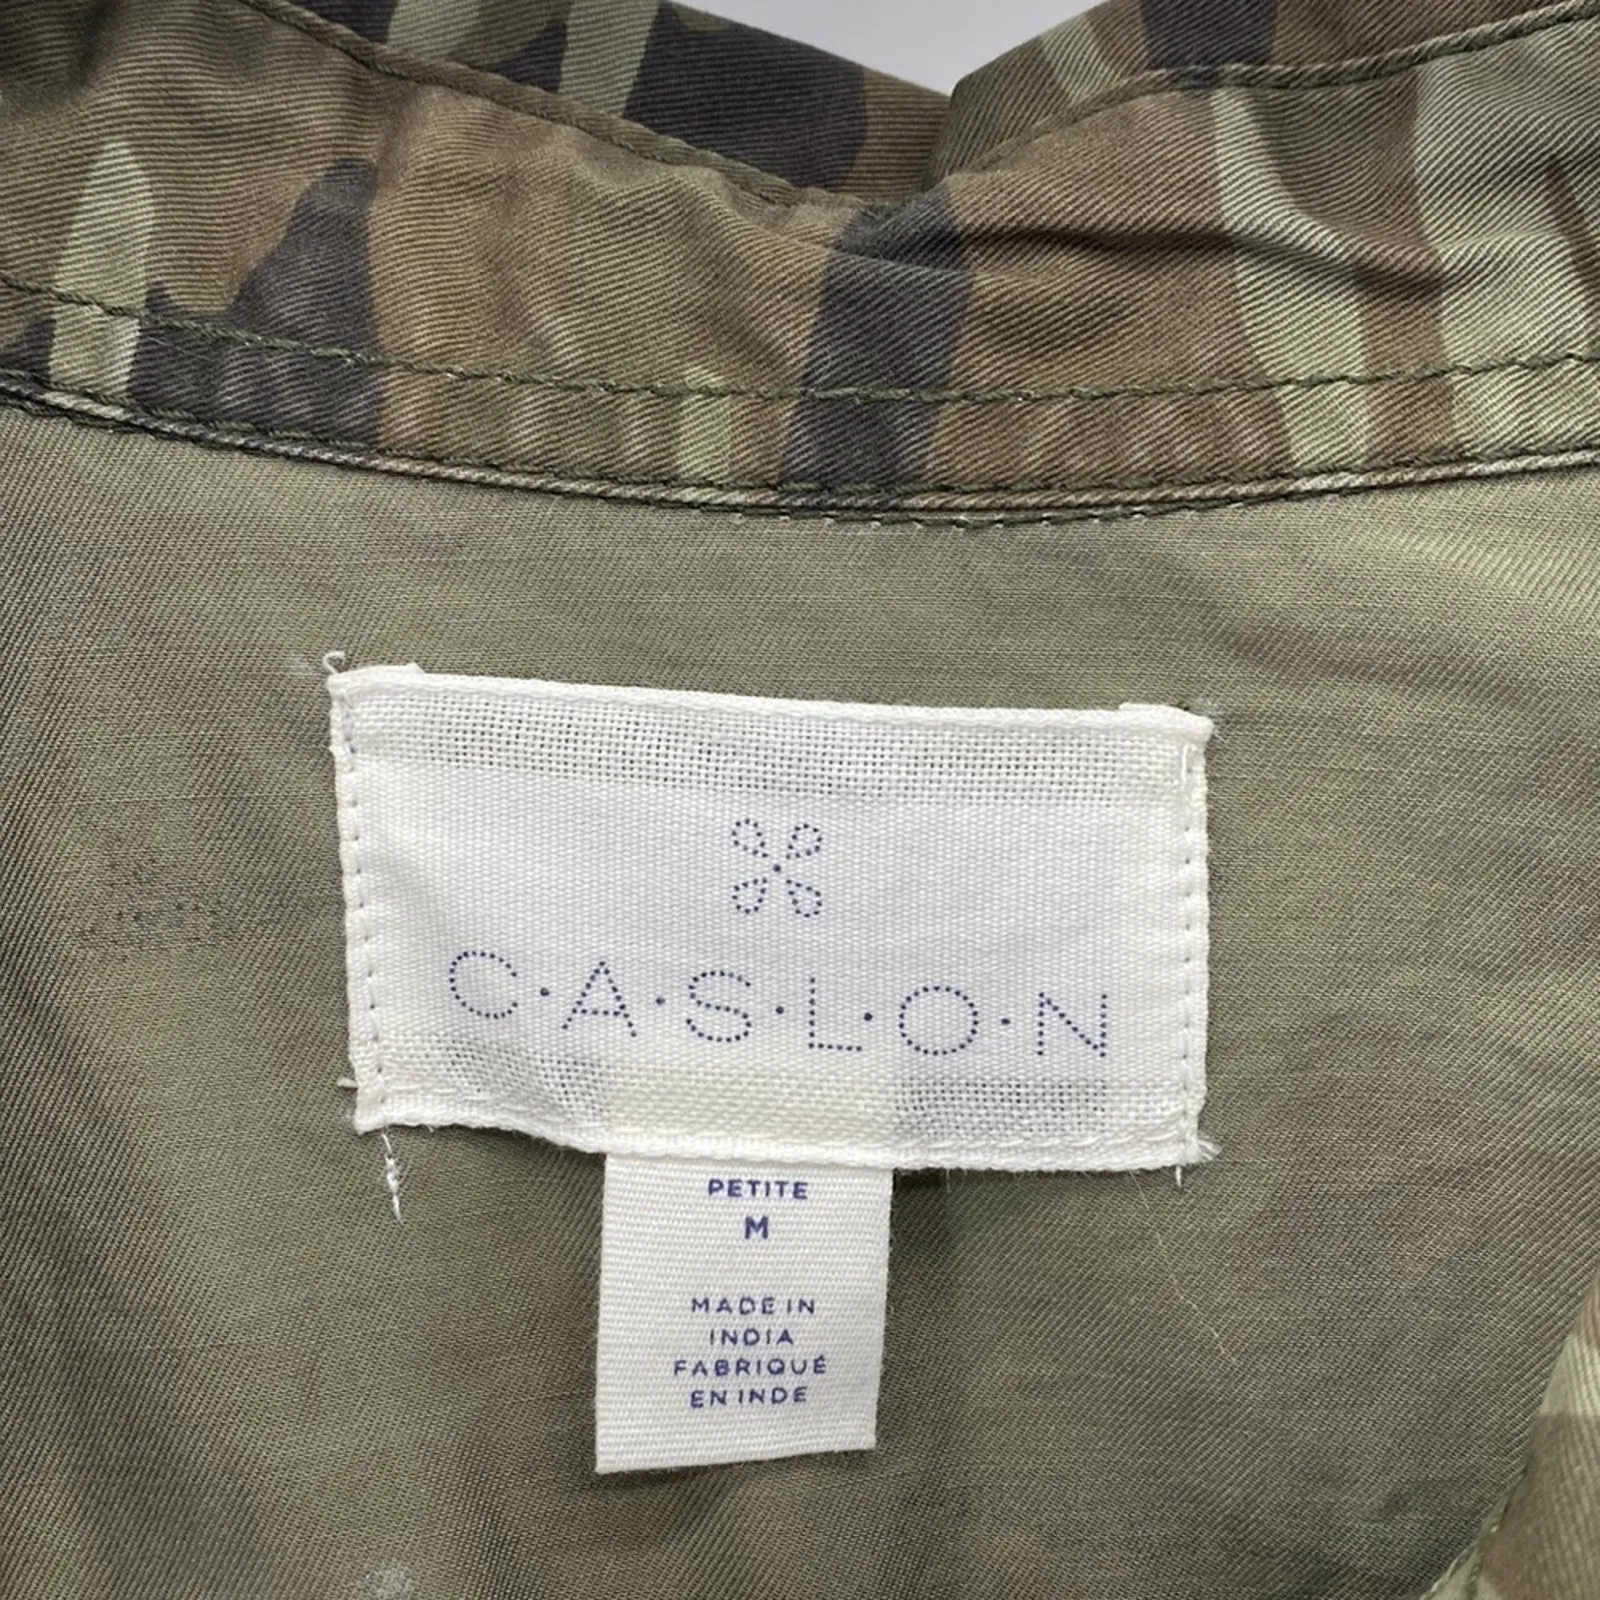 C·A·S·L·O·N
PETITE
M
MADE IN
INDIA
FABRIQUÉ
EN INDE